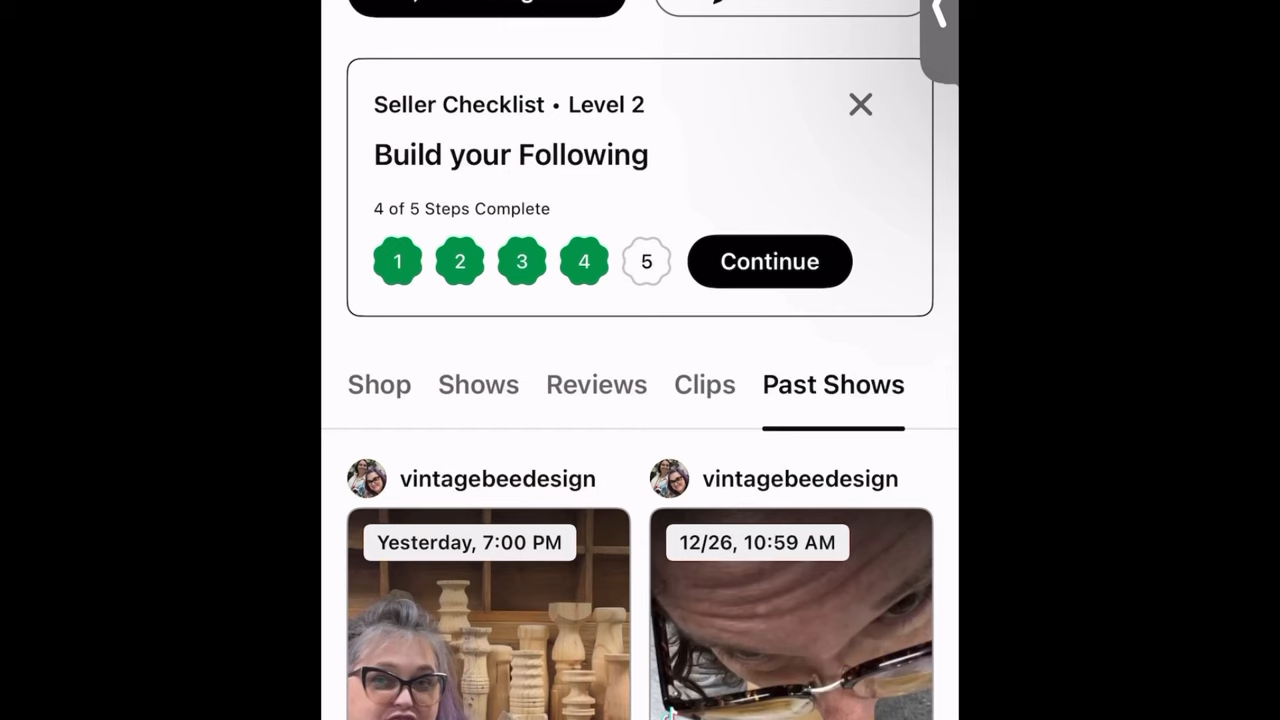 Seller Checklist • Level 2
Build your Following
4 of 5 Steps Complete
1 2 3 4 5 Continue
Shop Shows Reviews Clips Past Shows
vintagebeedesign vintagebeedesign
Yesterday, 7:00 PM 12/26, 10:59 AM